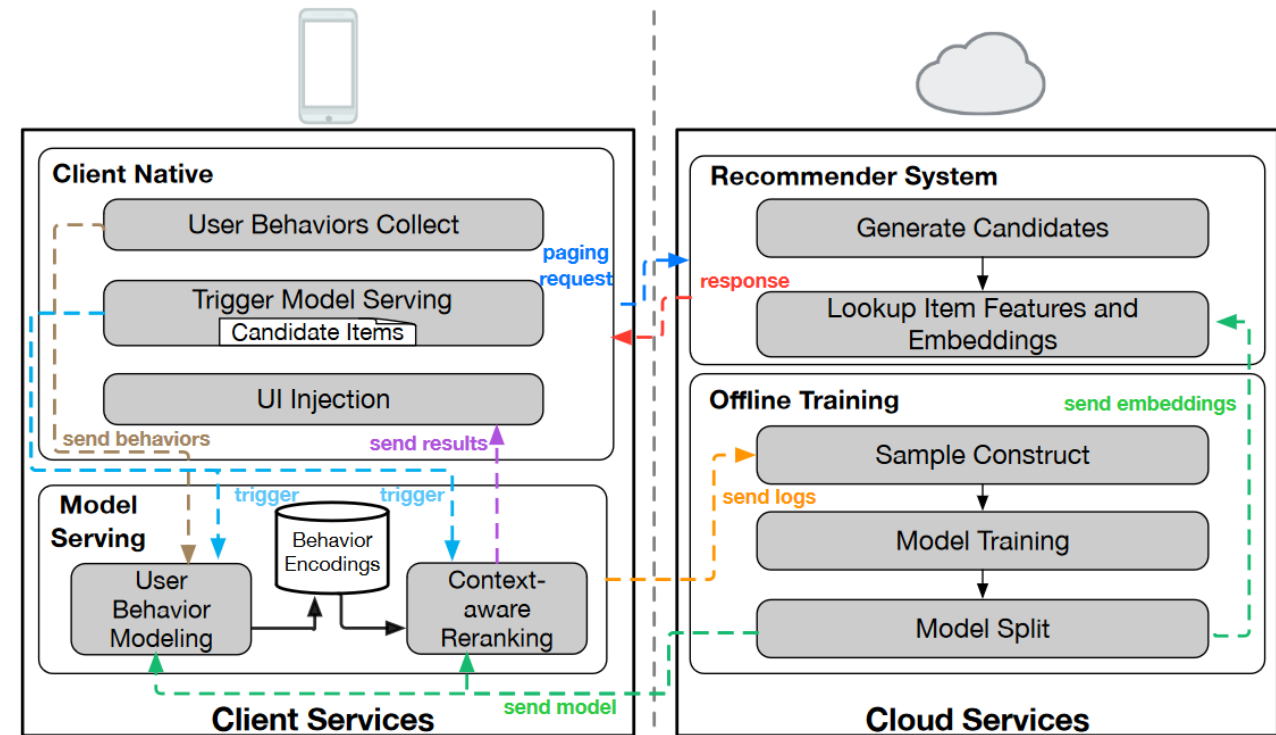 Client Native
User Behaviors Collect
Trigger Model Serving
Candidate Items
UI Injection
send behaviors
send results
paging
request
response
Recommender System
Generate Candidates
Lookup Item Features and
Embeddings
Offline Training
send embeddings
Sample Construct
send logs
Model Training
Model Split
Model
Serving
trigger
trigger
Behavior
Encodings
User
Behavior
Modeling
Context-
aware
Reranking
send model
Client Services
Cloud Services